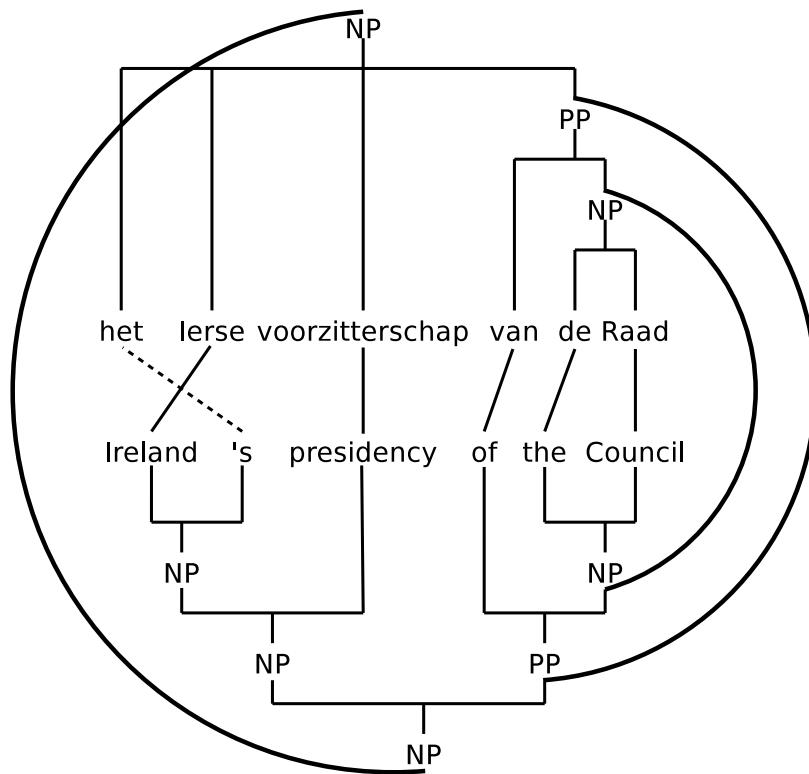 NP
PP
NP
het Ierse voorzitterschap van de Raad
Ireland 's presidency of the Council
NP NP
NP PP
NP